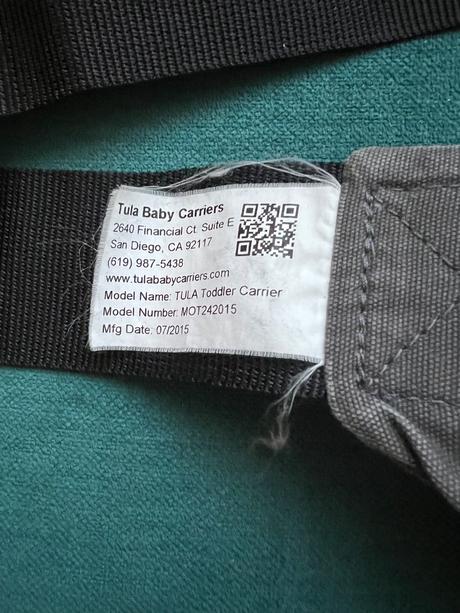 Tula Baby Carriers
2640 Financial Ct. Suite E
San Diego, CA 92117
(619) 987-5438
www.tulababycarriers.com
Model Name: TULA Toddler Carrier
Model Number: MOT242015
Mfg Date: 07/2015